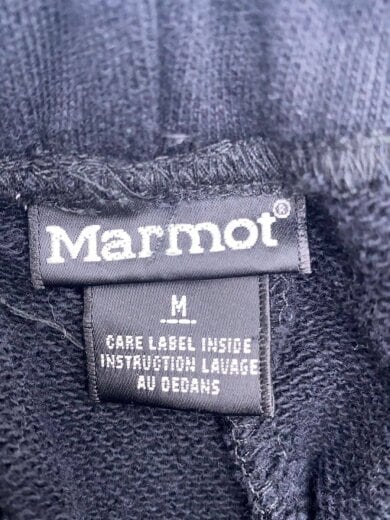 Marmot®
M
CARE LABEL INSIDE
INSTRUCTION LAVAGE
AU DEDANS